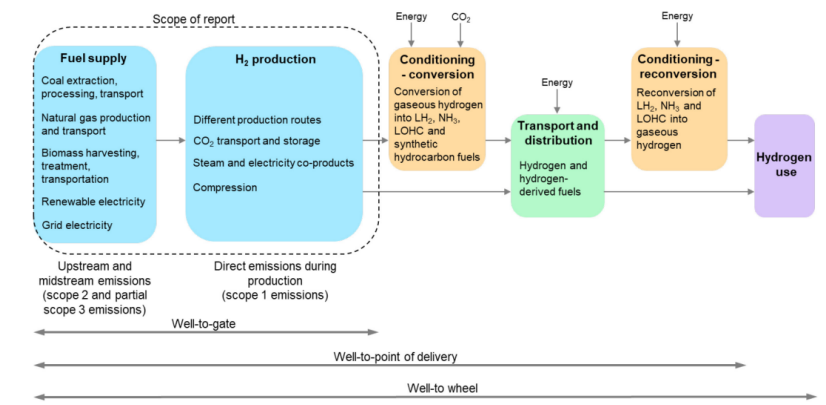 Scope of report
Energy
CO₂
Energy
Fuel supply
Coal extraction,
processing, transport
Natural gas production
and transport
Biomass harvesting,
treatment,
transportation
Renewable electricity
Grid electricity
H₂ production
Different production routes
CO₂ transport and storage
Steam and electricity co-products
Compression
Conditioning
- conversion
Conversion of
gaseous hydrogen
into LH₂, NH₃,
LOHC and
synthetic
hydrocarbon fuels
Energy
Transport and
distribution
Hydrogen and
hydrogen-
derived fuels
Conditioning -
reconversion
Reconversion of
LH₂, NH₃ and
LOHC into
gaseous
hydrogen
Hydrogen
use
Upstream and
midstream emissions
(scope 2 and partial
scope 3 emissions)
Direct emissions during
production
(scope 1 emissions)
Well-to-gate
Well-to-point of delivery
Well-to wheel